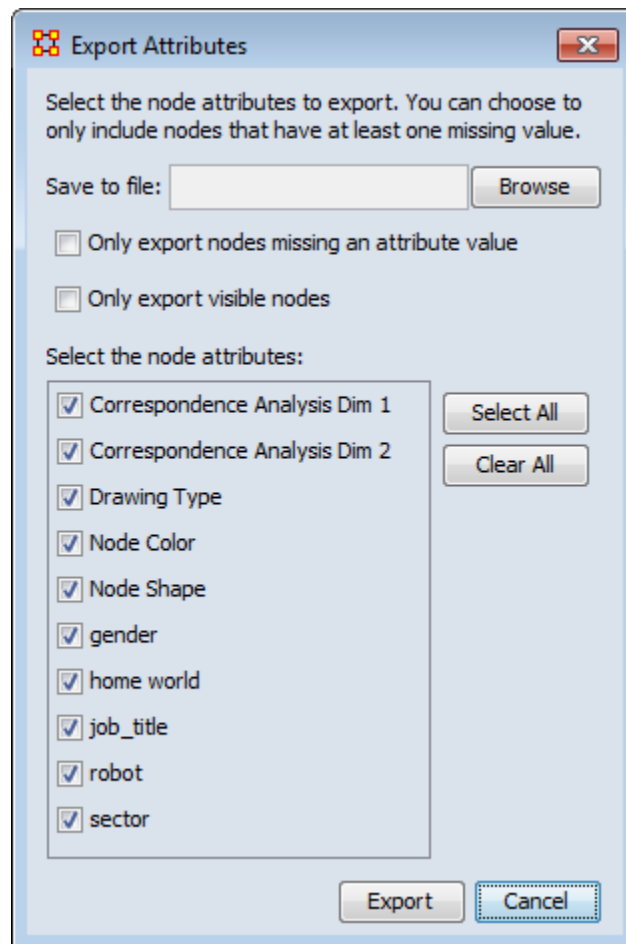 Export Attributes
Select the node attributes to export. You can choose to
only include nodes that have at least one missing value.
Save to file: Browse
Only export nodes missing an attribute value
Only export visible nodes
Select the node attributes:
Correspondence Analysis Dim 1
Correspondence Analysis Dim 2
Drawing Type
Node Color
Node Shape
gender
home world
job_title
robot
sector
Select All
Clear All
Export Cancel